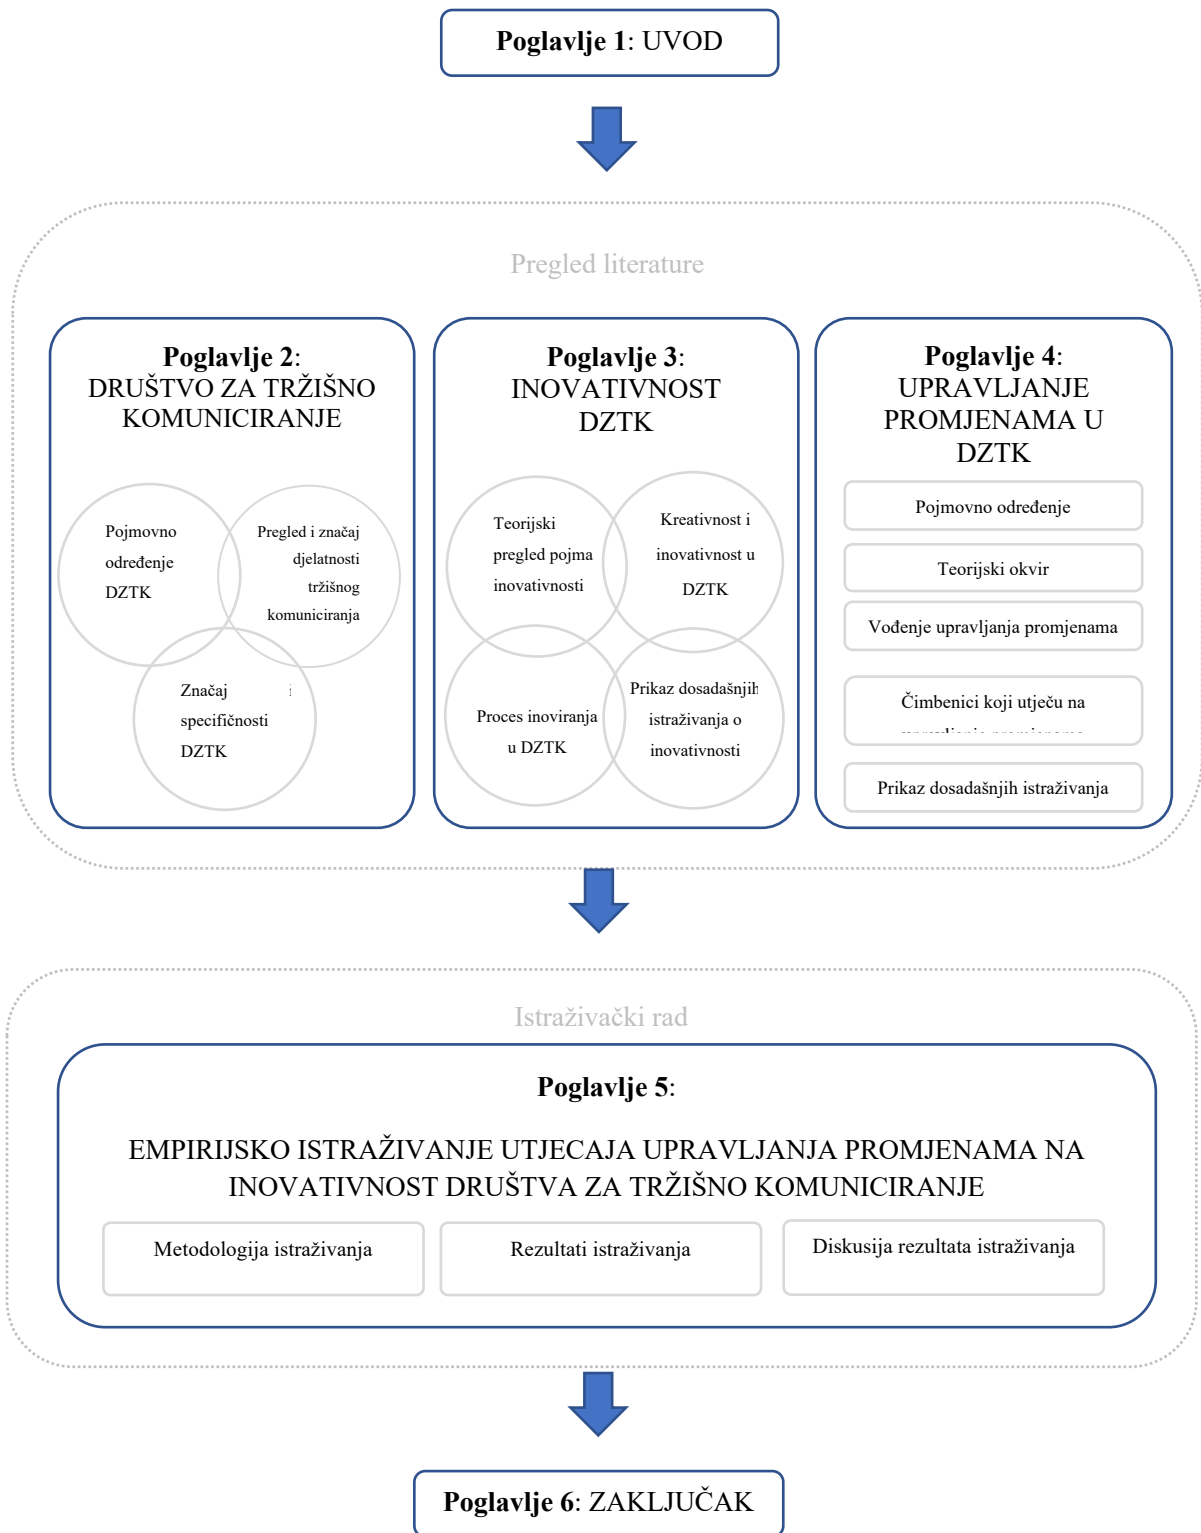 Poglavlje 1: UVOD
Pregled literature
Poglavlje 2:
DRUŠTVO ZA TRŽIŠNO
KOMUNICIRANJE
Pojmovno
određenje
DZTK
Pregled i značaj
djelatnosti
tržišnog
komuniciranja
Značaj i
specifičnosti
DZTK
Poglavlje 3:
INOVATIVNOST
DZTK
Teorijski
pregled pojma
inovativnosti
Kreativnost i
inovativnost u
DZTK
Proces inoviranja
u DZTK
Prikaz dosadašnjih
istraživanja o
inovativnosti
Poglavlje 4:
UPRAVLJANJE
PROMJENAMA U
DZTK
Pojmovno određenje
Teorijski okvir
Vođenje upravljanja promjenama
Čimbenici koji utječu na
Prikaz dosadašnjih istraživanja
Istraživački rad
Poglavlje 5:
EMPIRIJSKO ISTRAŽIVANJE UTJECAJA UPRAVLJANJA PROMJENAMA NA
INOVATIVNOST DRUŠTVA ZA TRŽIŠNO KOMUNICIRANJE
Metodologija istraživanja
Rezultati istraživanja
Diskusija rezultata istraživanja
Poglavlje 6: ZAKLJUČAK